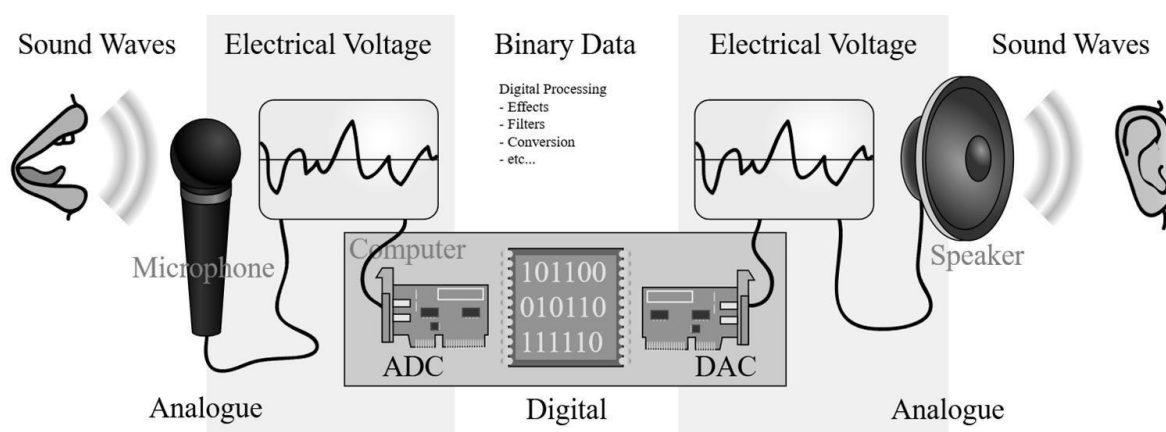 Sound Waves
Electrical Voltage
Binary Data
Electrical Voltage
Sound Waves
Digital Processing
- Effects
- Filters
- Conversion
- etc...
Microphone
Computer
101100
010110
111110
ADC
DAC
Speaker
Analogue
Digital
Analogue